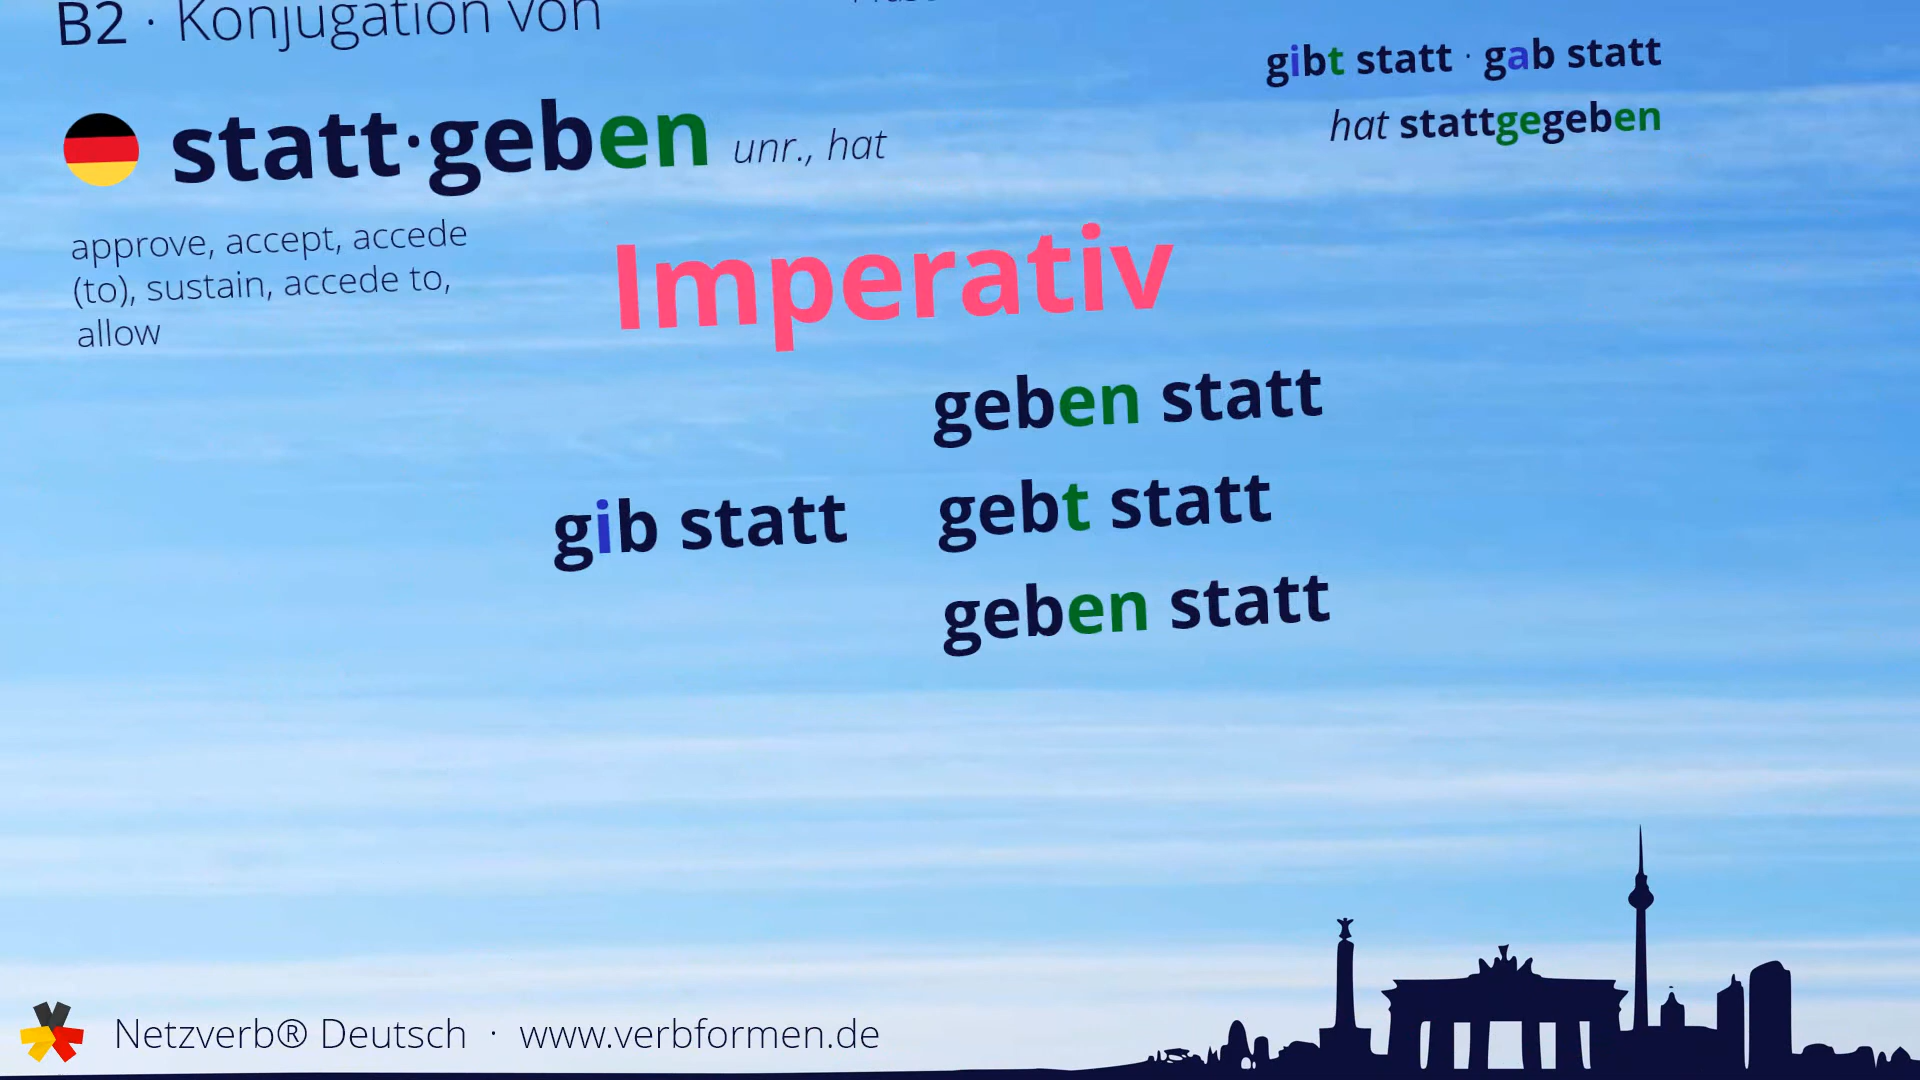 B2 · Konjugation von
statt·geben unr., hat
approve, accept, accede
(to), sustain, accede to,
allow
gibt statt · gab statt
hat stattgegeben
Imperativ
geben statt
gib statt gebt statt
geben statt
Netzverb® Deutsch · www.verbformen.de